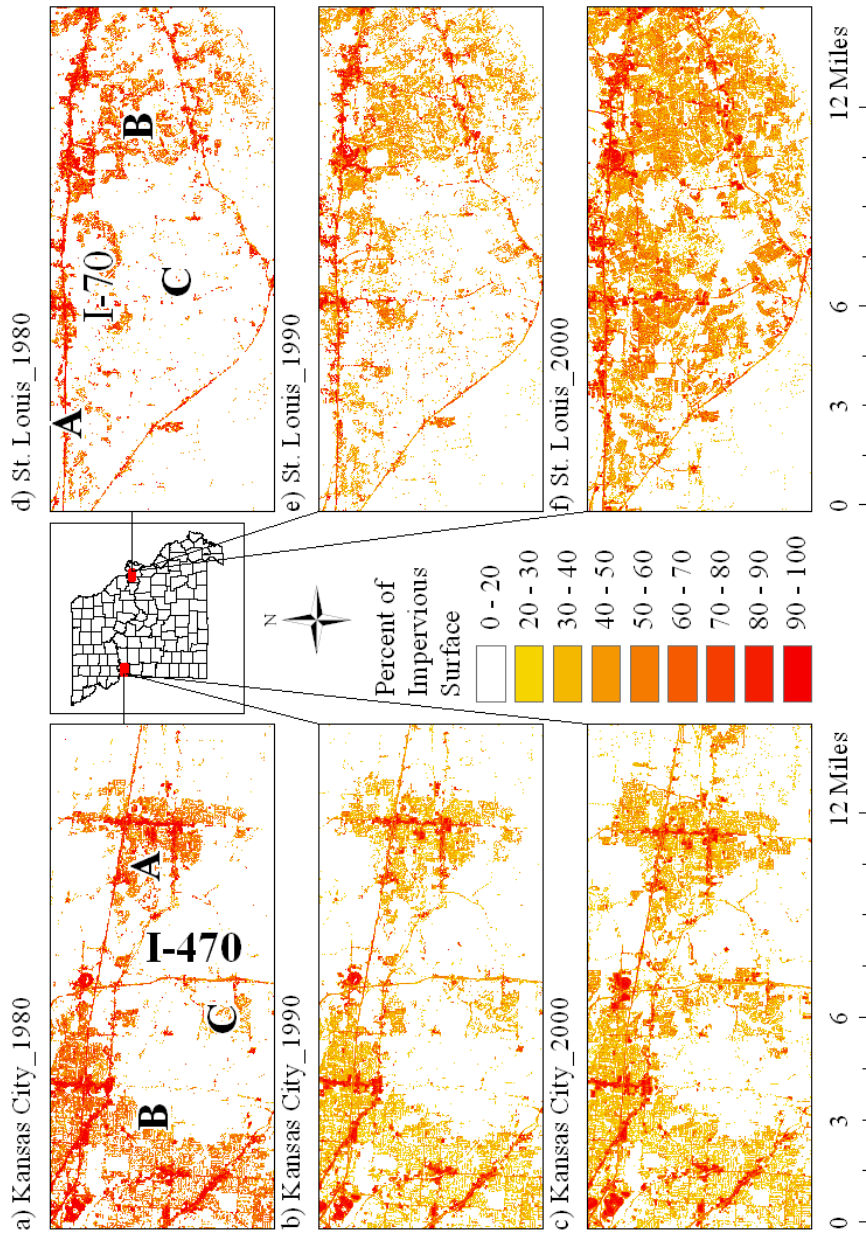 a) Kansas City_1980
A
I-470
B
C
b) Kansas City_1990
c) Kansas City_2000
0 3 6 12 Miles
N
Percent of
Impervious
Surface
0 - 20
20 - 30
30 - 40
40 - 50
50 - 60
60 - 70
70 - 80
80 - 90
90 - 100
d) St. Louis_1980
A
I-70
B
C
e) St. Louis_1990
f) St. Louis_2000
0 3 6 12 Miles